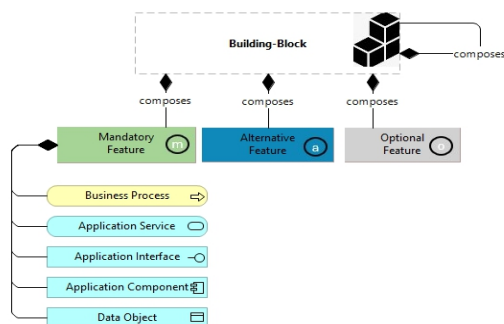 Building-Block
composes
composes
composes
composes
Mandatory
Feature
m
Alternative
Feature
a
Optional
Feature
o
Business Process
Application Service
Application Interface
Application Component
Data Object